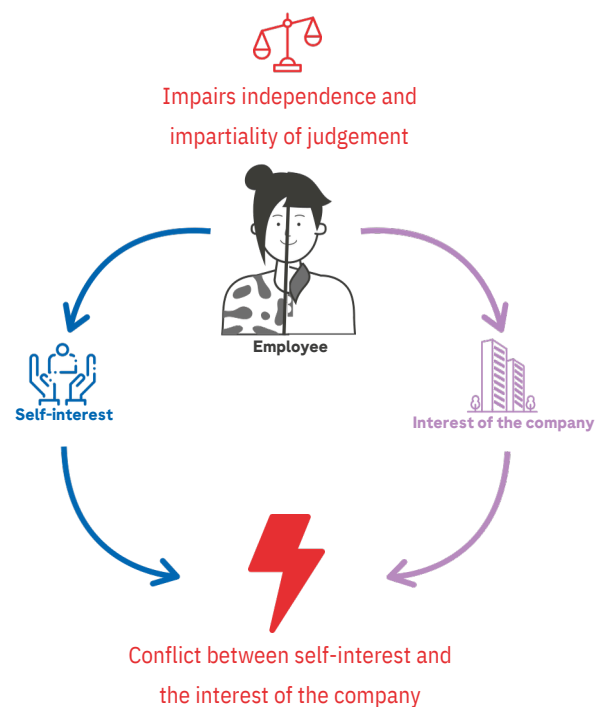 Impairs independence and
impartiality of judgement
Employee
Self-interest
Interest of the company
Conflict between self-interest and
the interest of the company